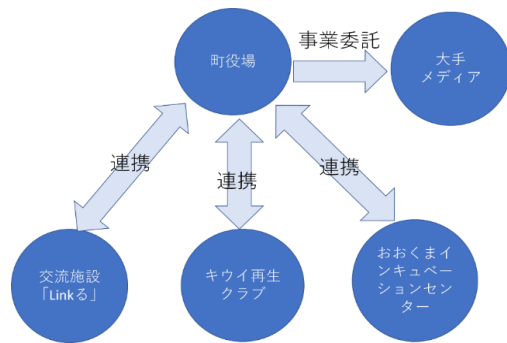 事業委託
町役場
大手
メディア
連携
連携
連携
交流施設
「Linkる」
キウイ再生
クラブ
おおくまイ
ンキュベー
ションセン
ター